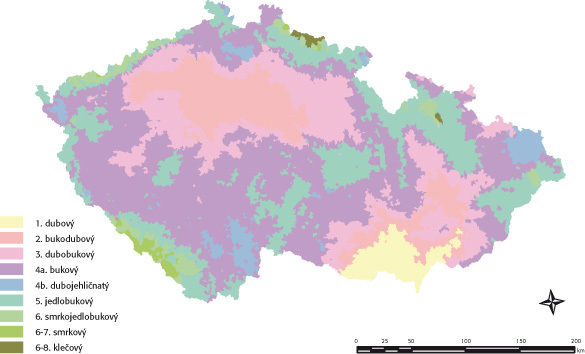 1. dubový
2. bukodubový
3. dubobukový
4a. bukový
4b. dubojehličnatý
5. jedlobukový
6. smrkojedlobukový
6-7. smrkový
6-8. klečový
0 50 100 150 200
km